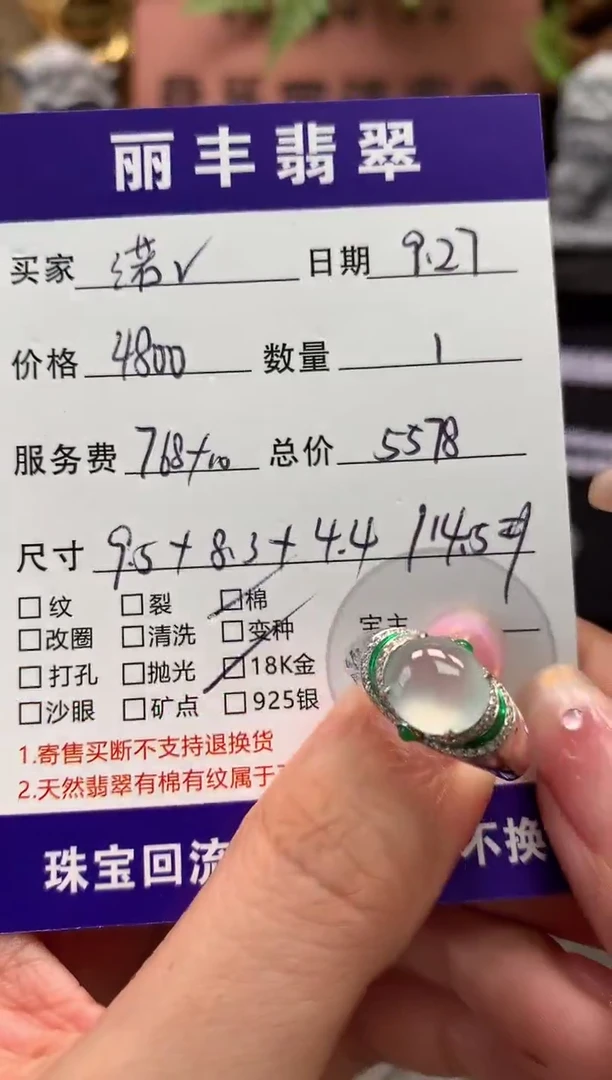 丽丰翡翠
买家 诺√ 日期 9.27
价格 4800 数量 1
服务费 768+10 总价 5578
尺寸 9.5+8.3+4.4 14.5号
□纹 □裂 □棉
□改圈 □清洗 □变种
□打孔 □抛光 □18K金
□沙眼 □矿点 □925银
宝主
1.寄售买断不支持退换货
2.天然翡翠有棉有纹属于
珠宝回流 不换